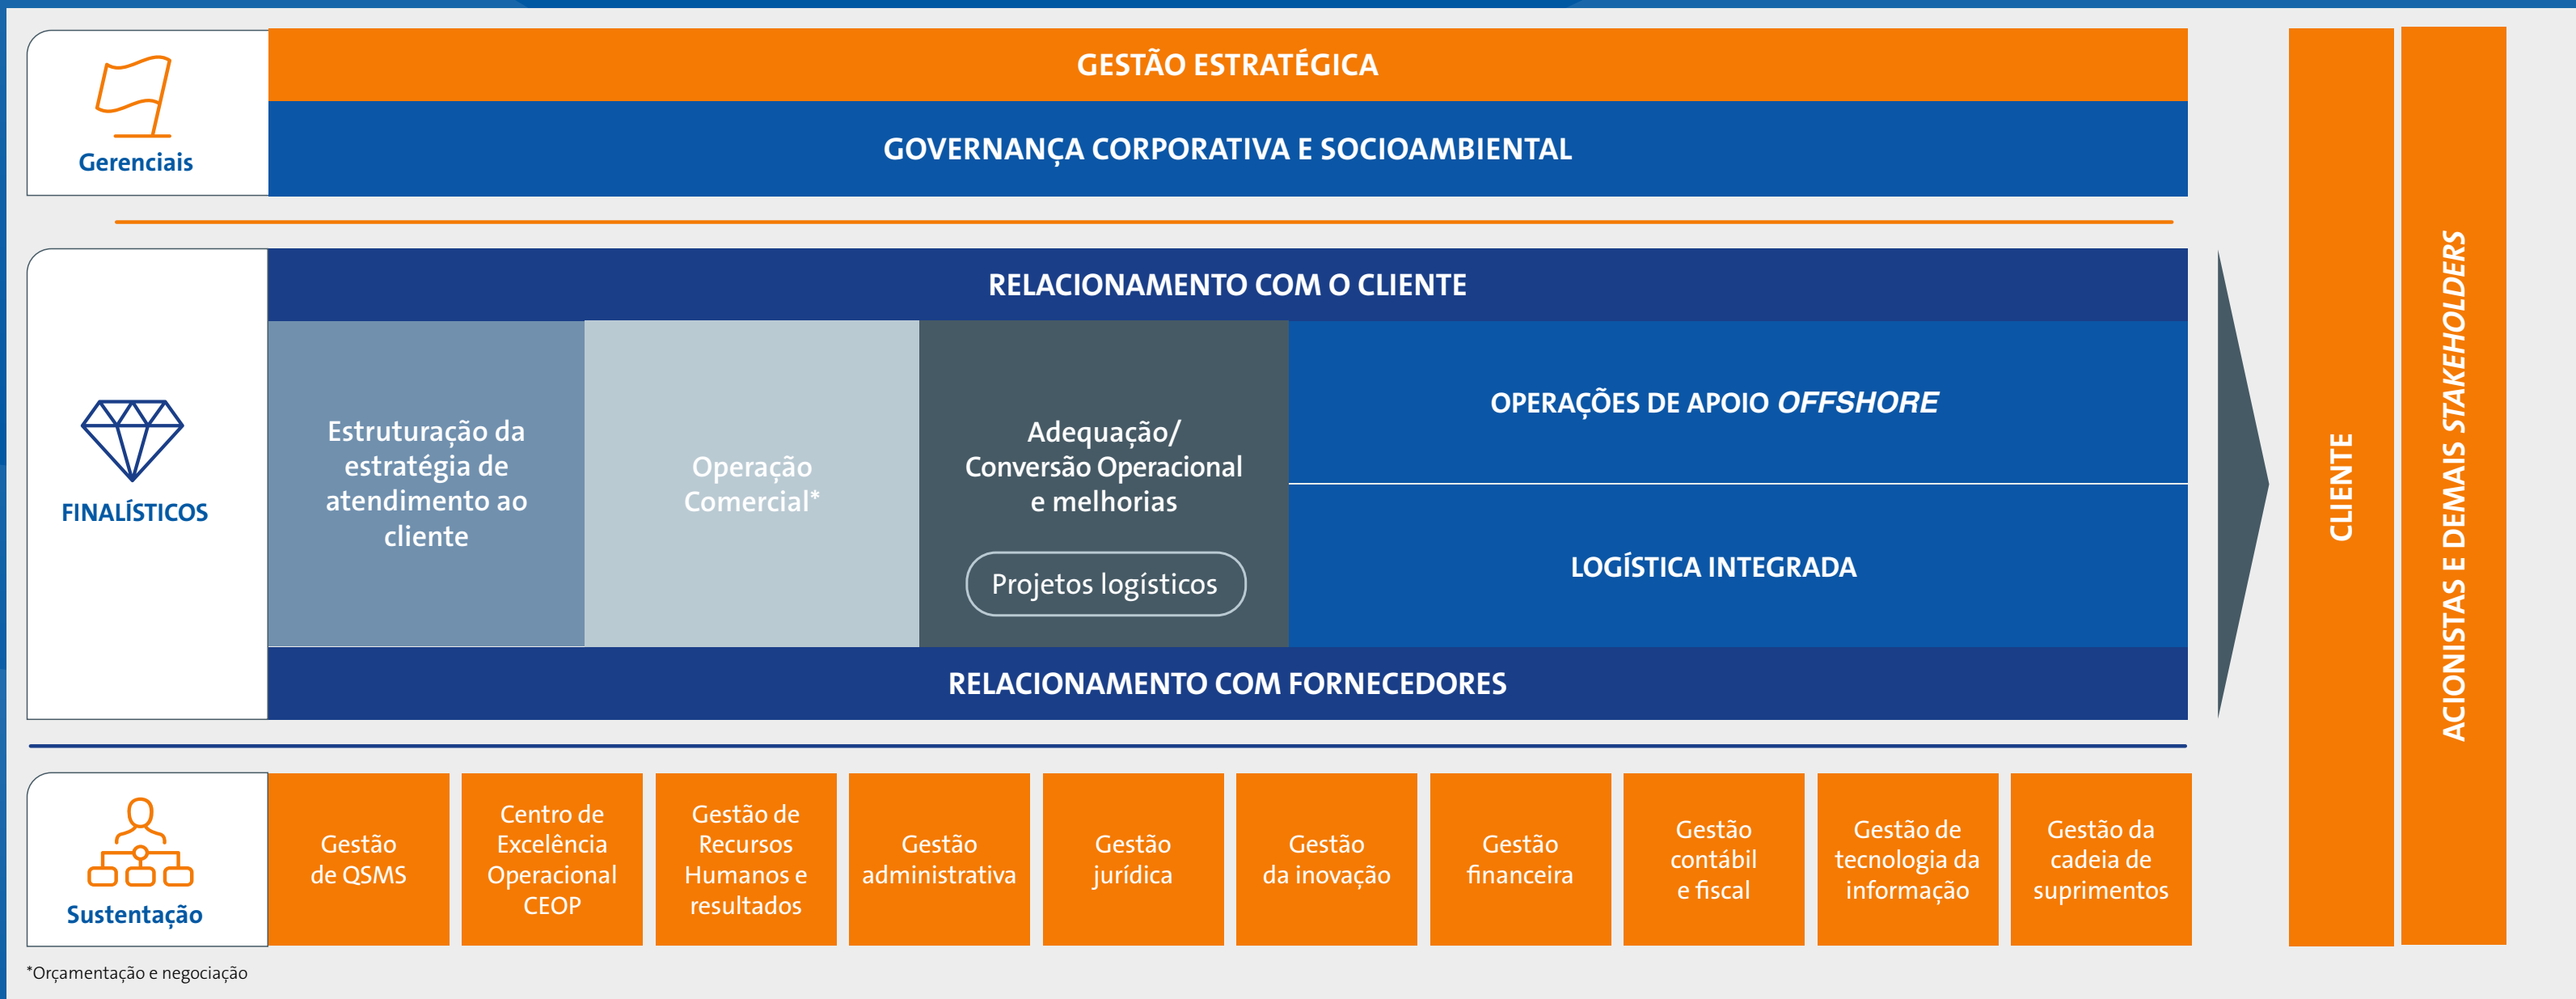 Gerenciais
GESTÃO ESTRATÉGICA
GOVERNANÇA CORPORATIVA E SOCIOAMBIENTAL
FINALÍSTICOS
RELACIONAMENTO COM O CLIENTE
Estruturação da
estratégia de
atendimento ao
cliente
Operação
Comercial*
Adequação/
Conversão Operacional
e melhorias
Projetos logísticos
OPERAÇÕES DE APOIO OFFSHORE
LOGÍSTICA INTEGRADA
RELACIONAMENTO COM FORNECEDORES
Sustentação
Gestão
de QSMS
Centro de
Excelência
Operacional
CEOP
Gestão de
Recursos
Humanos e
resultados
Gestão
administrativa
Gestão
jurídica
Gestão
da inovação
Gestão
financeira
Gestão
contábil
e fiscal
Gestão de
tecnologia da
informação
Gestão da
cadeia de
suprimentos
CLIENTE
ACIONISTAS E DEMAIS STAKEHOLDERS
*Orçamentação e negociação